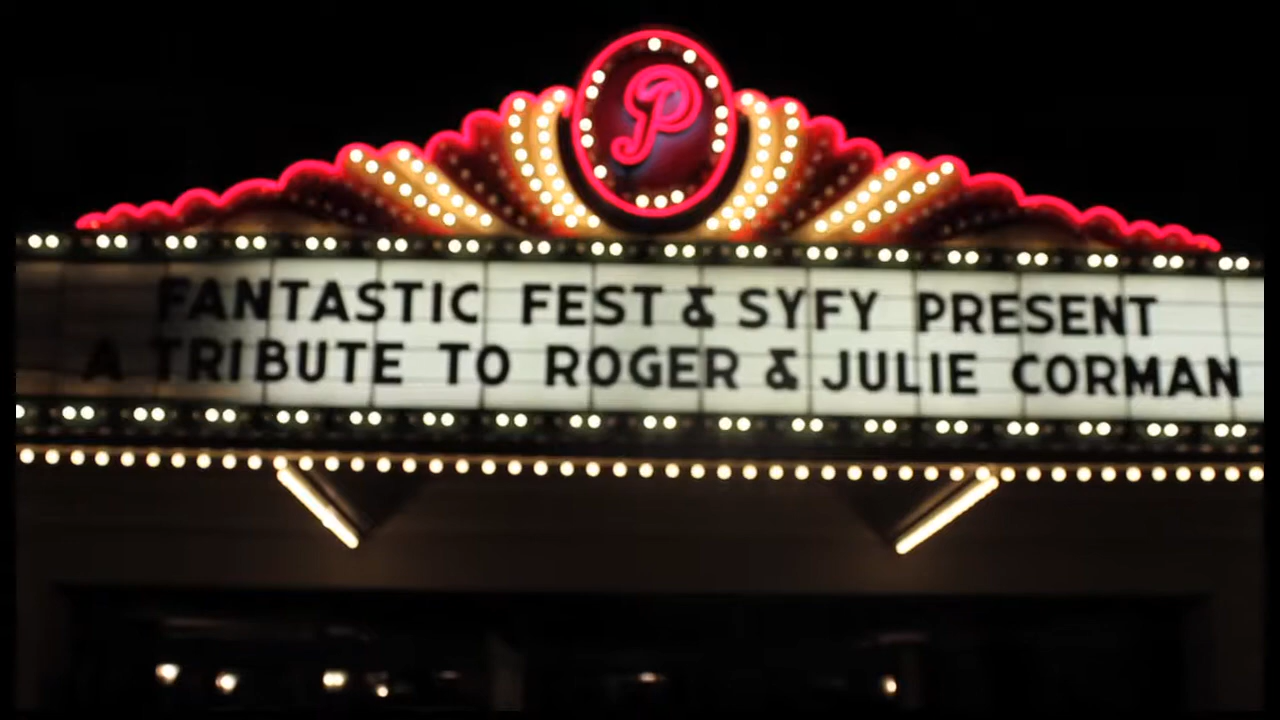 P
FANTASTIC FEST & SYFY PRESENT
A TRIBUTE TO ROGER & JULIE CORMAN